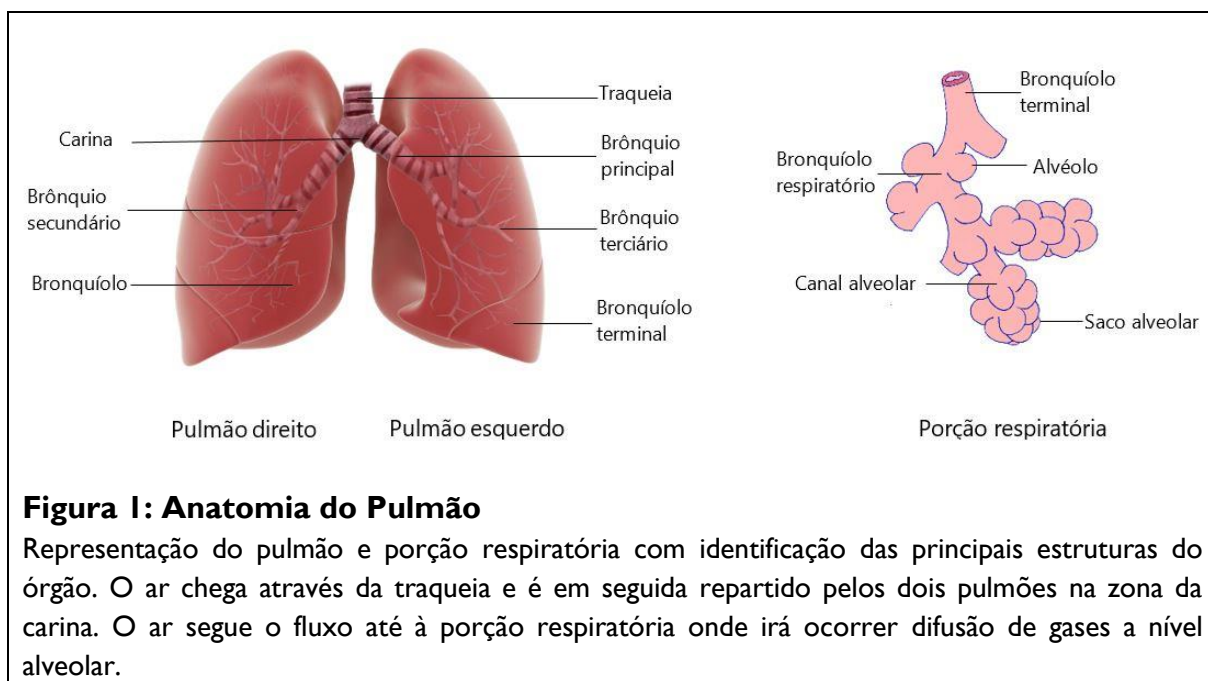 Traqueia
Carina
Brônquio
principal
Brônquio
secundário
Brônquio
terciário
Bronquíolo
Bronquíolo
terminal
Pulmão direito
Pulmão esquerdo
Bronquíolo
terminal
Bronquíolo
respiratório
Alvéolo
Canal alveolar
Saco alveolar
Porção respiratória
Figura 1: Anatomia do Pulmão
Representação do pulmão e porção respiratória com identificação das principais estruturas do
órgão. O ar chega através da traqueia e é em seguida repartido pelos dois pulmões na zona da
carina. O ar segue o fluxo até à porção respiratória onde irá ocorrer difusão de gases a nível
alveolar.